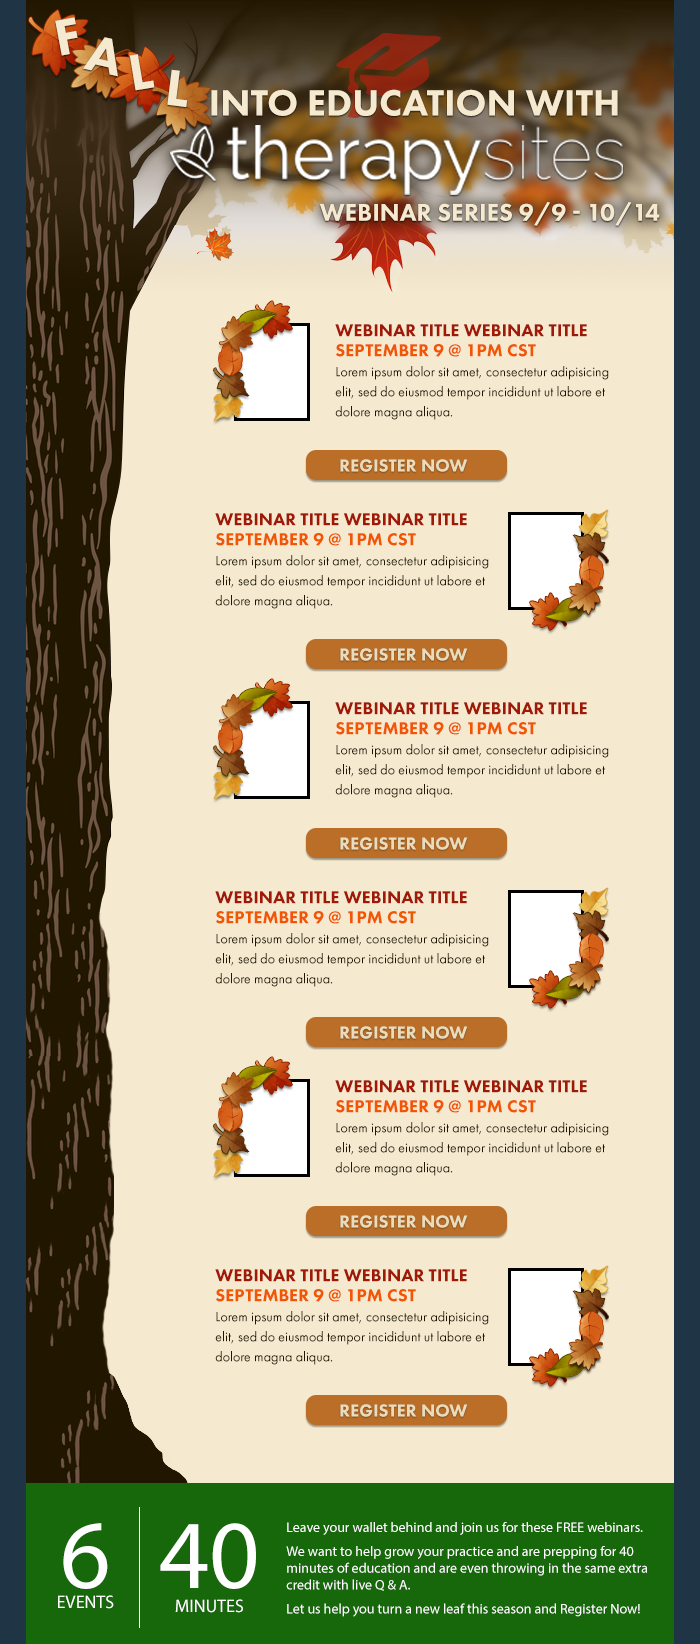 FALL
INTO EDUCATION WITH
therapysites
WEBINAR SERIES 9/9 - 10/14
WEBINAR TITLE WEBINAR TITLE
SEPTEMBER 9 @ 1PM CST
Lorem ipsum dolor sit amet, consectetur adipisicing
elit, sed do eiusmod tempor incididunt ut labore et
dolore magna aliqua.
REGISTER NOW
WEBINAR TITLE WEBINAR TITLE
SEPTEMBER 9 @ 1PM CST
Lorem ipsum dolor sit amet, consectetur adipisicing
elit, sed do eiusmod tempor incididunt ut labore et
dolore magna aliqua.
REGISTER NOW
WEBINAR TITLE WEBINAR TITLE
SEPTEMBER 9 @ 1PM CST
Lorem ipsum dolor sit amet, consectetur adipisicing
elit, sed do eiusmod tempor incididunt ut labore et
dolore magna aliqua.
REGISTER NOW
WEBINAR TITLE WEBINAR TITLE
SEPTEMBER 9 @ 1PM CST
Lorem ipsum dolor sit amet, consectetur adipisicing
elit, sed do eiusmod tempor incididunt ut labore et
dolore magna aliqua.
REGISTER NOW
WEBINAR TITLE WEBINAR TITLE
SEPTEMBER 9 @ 1PM CST
Lorem ipsum dolor sit amet, consectetur adipisicing
elit, sed do eiusmod tempor incididunt ut labore et
dolore magna aliqua.
REGISTER NOW
WEBINAR TITLE WEBINAR TITLE
SEPTEMBER 9 @ 1PM CST
Lorem ipsum dolor sit amet, consectetur adipisicing
elit, sed do eiusmod tempor incididunt ut labore et
dolore magna aliqua.
REGISTER NOW
6
EVENTS
40
MINUTES
Leave your wallet behind and join us for these FREE webinars.
We want to help grow your practice and are prepping for 40
minutes of education and are even throwing in the same extra
credit with live Q & A.
Let us help you turn a new leaf this season and Register Now!